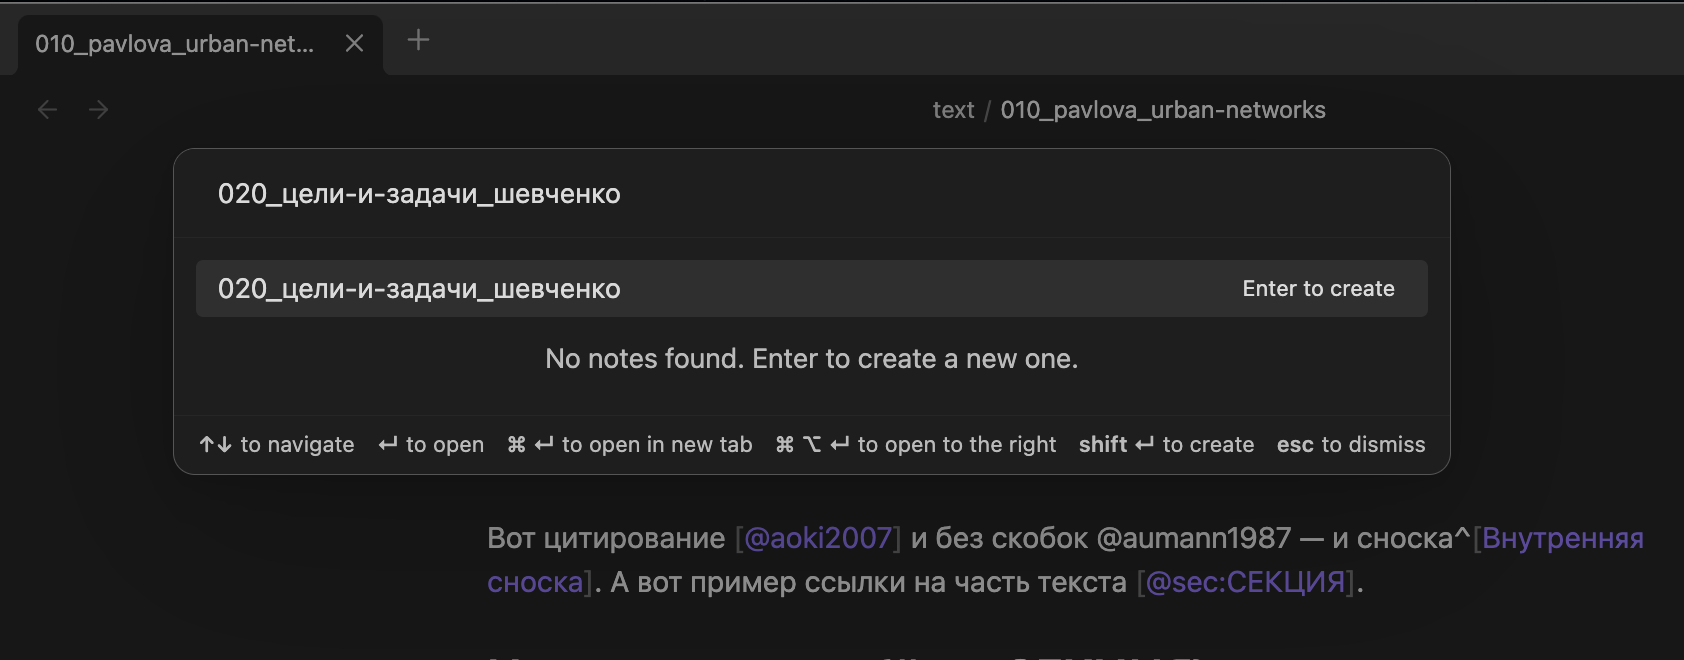 010_pavlova_urban-net...
text / 010_pavlova_urban-networks
020_цели-и-задачи_шевченко
020_цели-и-задачи_шевченко Enter to create
No notes found. Enter to create a new one.
↑↓ to navigate ↵ to open ⌘ ↵ to open in new tab ⌘ ⌥ ↵ to open to the right shift ↵ to create esc to dismiss
Вот цитирование [@aoki2007] и без скобок @aumann1987 — и сноска^[Внутренняя
сноска]. А вот пример ссылки на часть текста [@sec:СЕКЦИЯ].